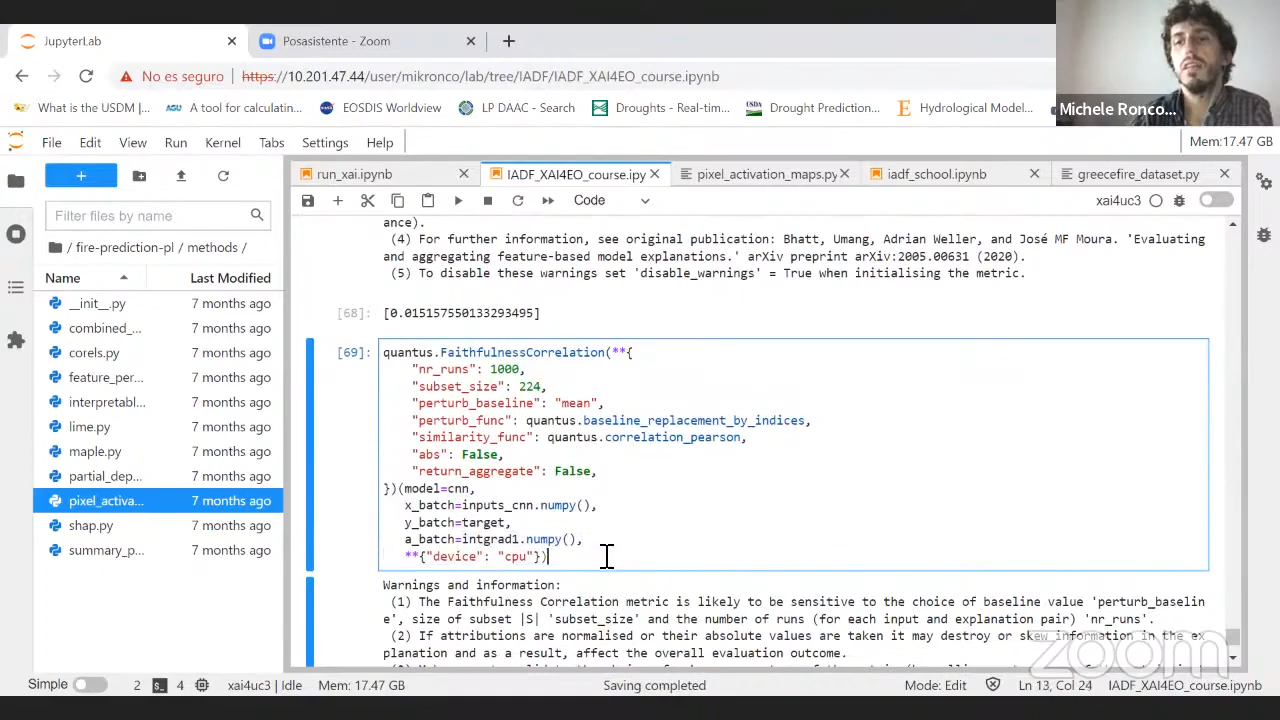 JupyterLab
Posasistente - Zoom
No es seguro | https://10.201.47.44/user/mikronco/lab/tree/IADF/IADF_XAI4EO_course.ipynb
Michele Ronco...
What is the USDM |...
A tool for calculatin...
EOSDIS Worldview
LP DAAC - Search
Droughts - Real-tim...
Drought Prediction...
Hydrological Model...
File Edit View Run Kernel Tabs Settings Help
Mem:17.47 GB
run_xai.ipynb
IADF_XAI4EO_course.ipy
pixel_activation_maps.py
iadf_school.ipynb
greecefire_dataset.py
Code
xai4uc3
Filter files by name
/ fire-prediction-pl / methods /
Name Last Modified
__init__.py 7 months ago
combined_... 7 months ago
corels.py 7 months ago
feature_per... 7 months ago
interpretabl... 7 months ago
lime.py 7 months ago
maple.py 7 months ago
partial_dep... 7 months ago
pixel_activa... 7 months ago
shap.py 7 months ago
summary_p... 7 months ago
ance).
(4) For further information, see original publication: Bhatt, Umang, Adrian Weller, and José MF Moura. 'Evaluating
and aggregating feature-based model explanations.' arXiv preprint arXiv:2005.00631 (2020).
(5) To disable these warnings set 'disable_warnings' = True when initialising the metric.
[68]: [0.015157550133293495]
[69]: quantus.FaithfulnessCorrelation(**{
"nr_runs": 1000,
"subset_size": 224,
"perturb_baseline": "mean",
"perturb_func": quantus.baseline_replacement_by_indices,
"similarity_func": quantus.correlation_pearson,
"abs": False,
"return_aggregate": False,
})(model=cnn,
x_batch=inputs_cnn.numpy(),
y_batch=target,
a_batch=intgrad1.numpy(),
**{"device": "cpu"})
Warnings and information:
(1) The Faithfulness Correlation metric is likely to be sensitive to the choice of baseline value 'perturb_baselin
e', size of subset |S| 'subset_size' and the number of runs (for each input and explanation pair) 'nr_runs'.
(2) If attributions are normalised or their absolute values are taken it may destroy or skew information in the ex
planation and as a result, affect the overall evaluation outcome.
zoom
Simple 2 4 xai4uc3 | Idle Mem: 17.47 GB Saving completed Mode: Edit Ln 13, Col 24 IADF_XAI4EO_course.ipynb